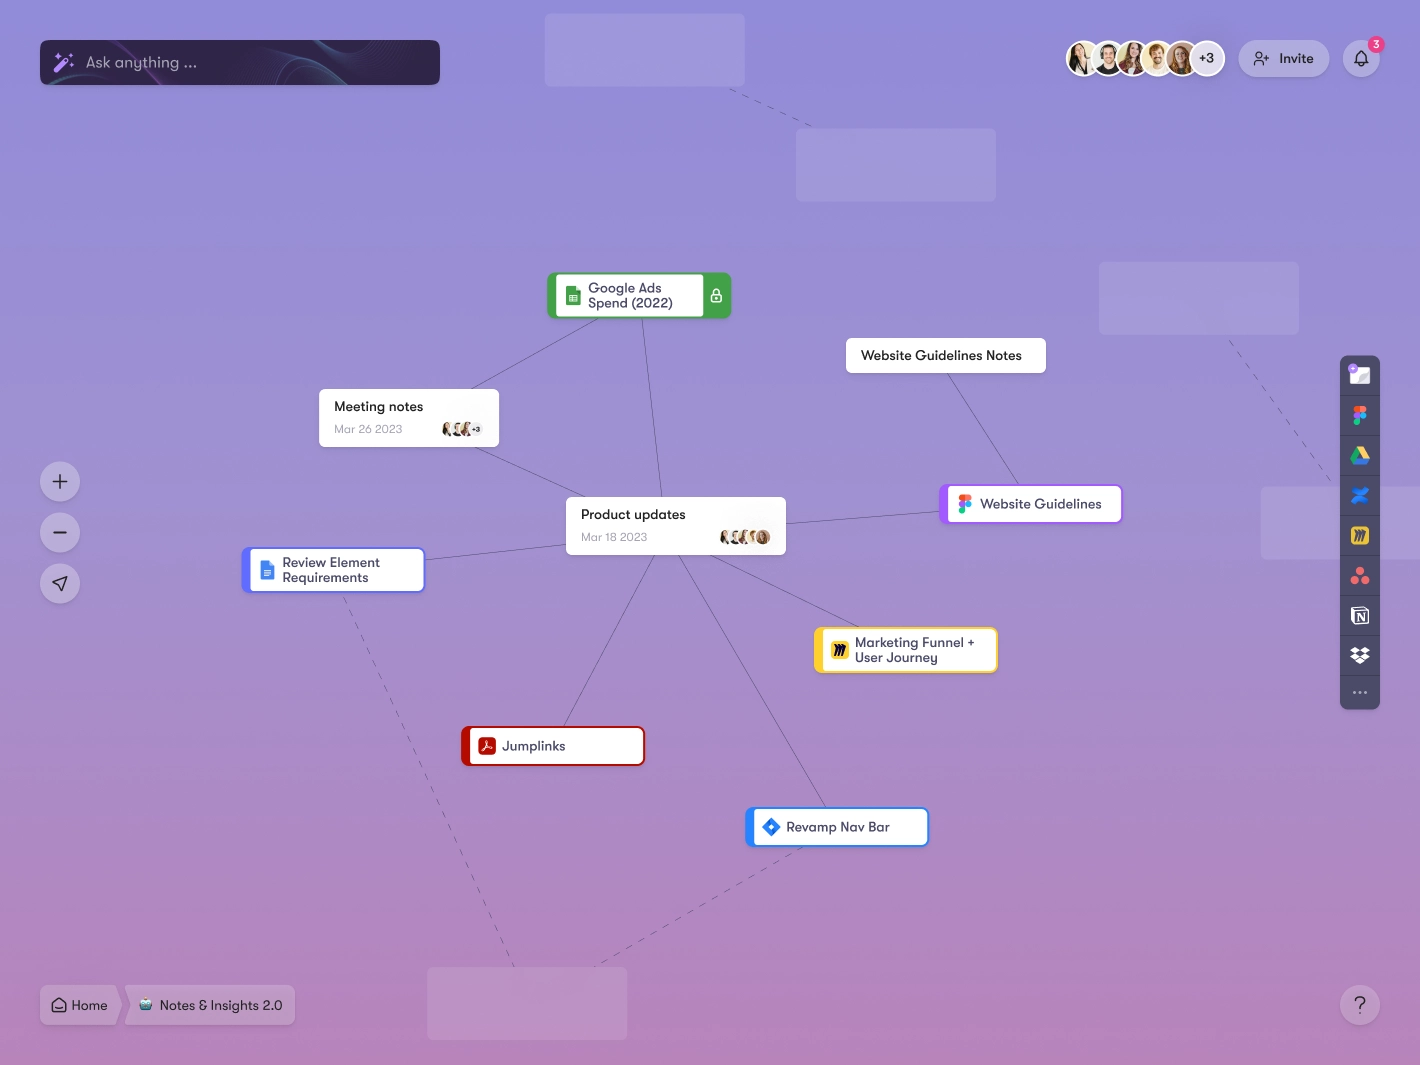 Ask anything ...
+3
Invite
3
Google Ads
Spend (2022)
Website Guidelines Notes
Meeting notes
Mar 26 2023
+3
Product updates
Mar 18 2023
Website Guidelines
Review Element
Requirements
Marketing Funnel +
User Journey
Jumplinks
Revamp Nav Bar
Home
Notes & Insights 2.0
?